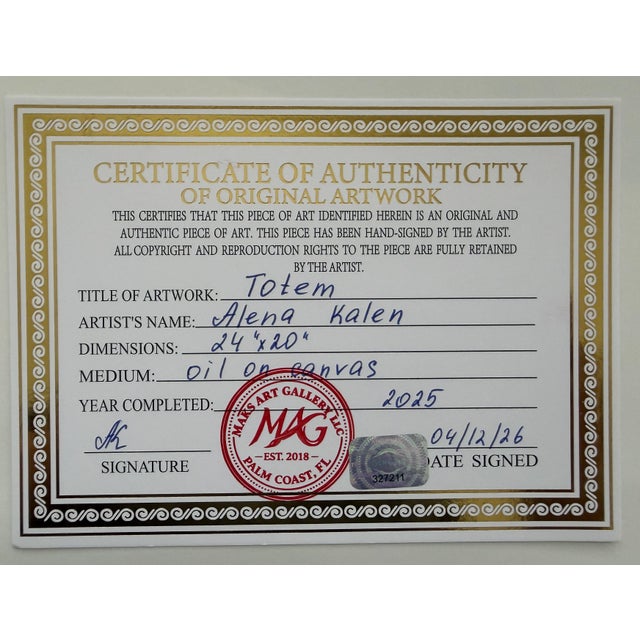 CERTIFICATE OF AUTHENTICITY
OF ORIGINAL ARTWORK
THIS CERTIFIES THAT THIS PIECE OF ART IDENTIFIED HEREIN IS AN ORIGINAL AND
AUTHENTIC PIECE OF ART. THIS PIECE HAS BEEN HAND-SIGNED BY THE ARTIST.
ALL COPYRIGHT AND REPRODUCTION RIGHTS TO THE PIECE ARE FULLY RETAINED
BY THE ARTIST.
TITLE OF ARTWORK: Totem
ARTIST'S NAME: Alena Kalen
DIMENSIONS: 24"x20"
MEDIUM: oil on canvas
YEAR COMPLETED: 2025
MAKS ART GALLERY LLC
MAG
EST. 2018
PALM COAST, FL
AK
SIGNATURE
327211
04/12/26
DATE SIGNED